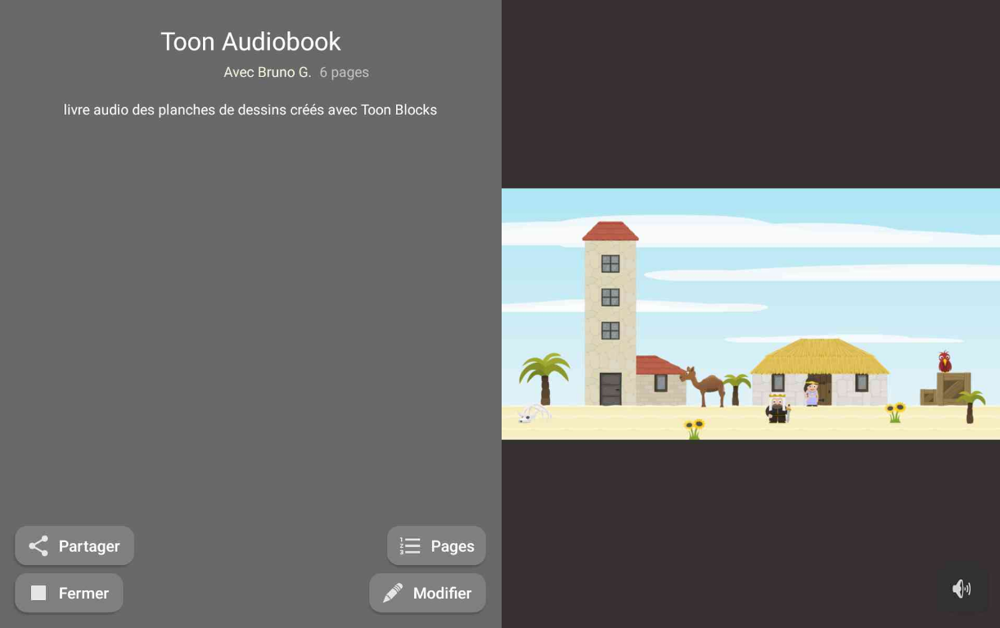 Toon Audiobook
Avec Bruno G. 6 pages
livre audio des planches de dessins créés avec Toon Blocks
Partager
Pages
Fermer
Modifier